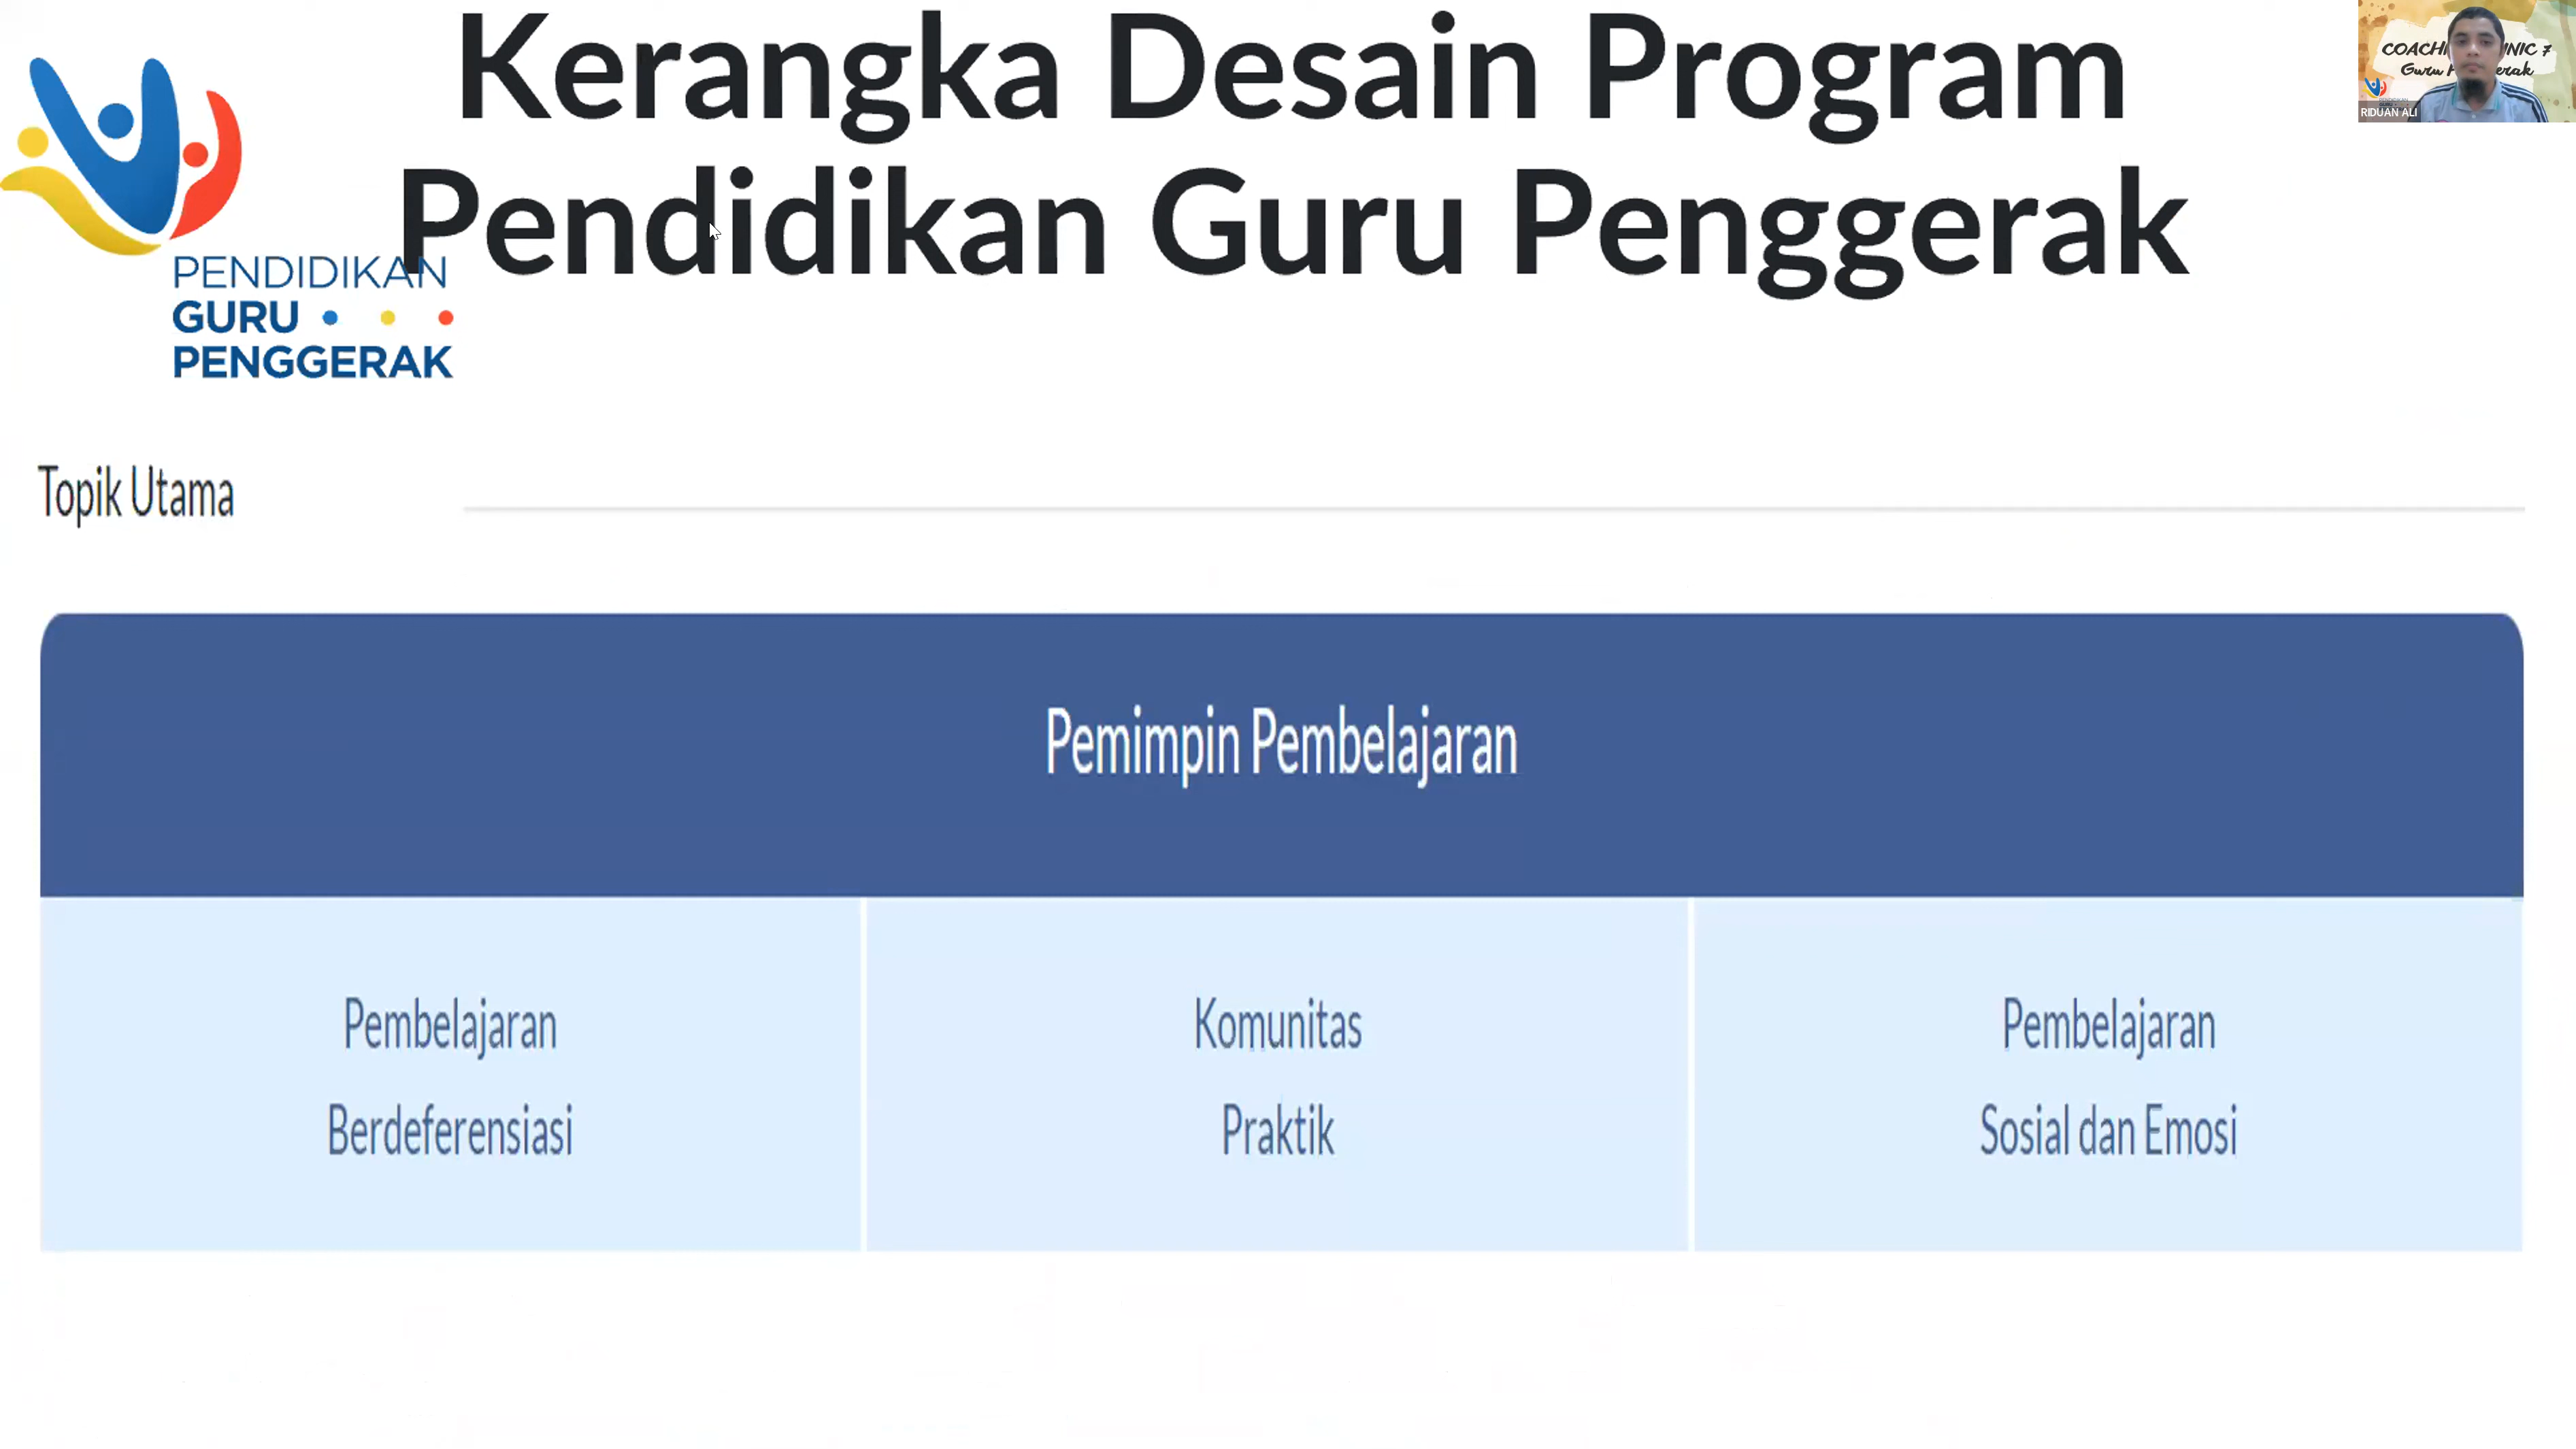 Kerangka Desain Program
Pendidikan Guru Penggerak
PENDIDIKAN
GURU
PENGGERAK
RIDUAN ALI
Topik Utama
Pemimpin Pembelajaran
Pembelajaran
Berdeferensiasi
Komunitas
Praktik
Pembelajaran
Sosial dan Emosi